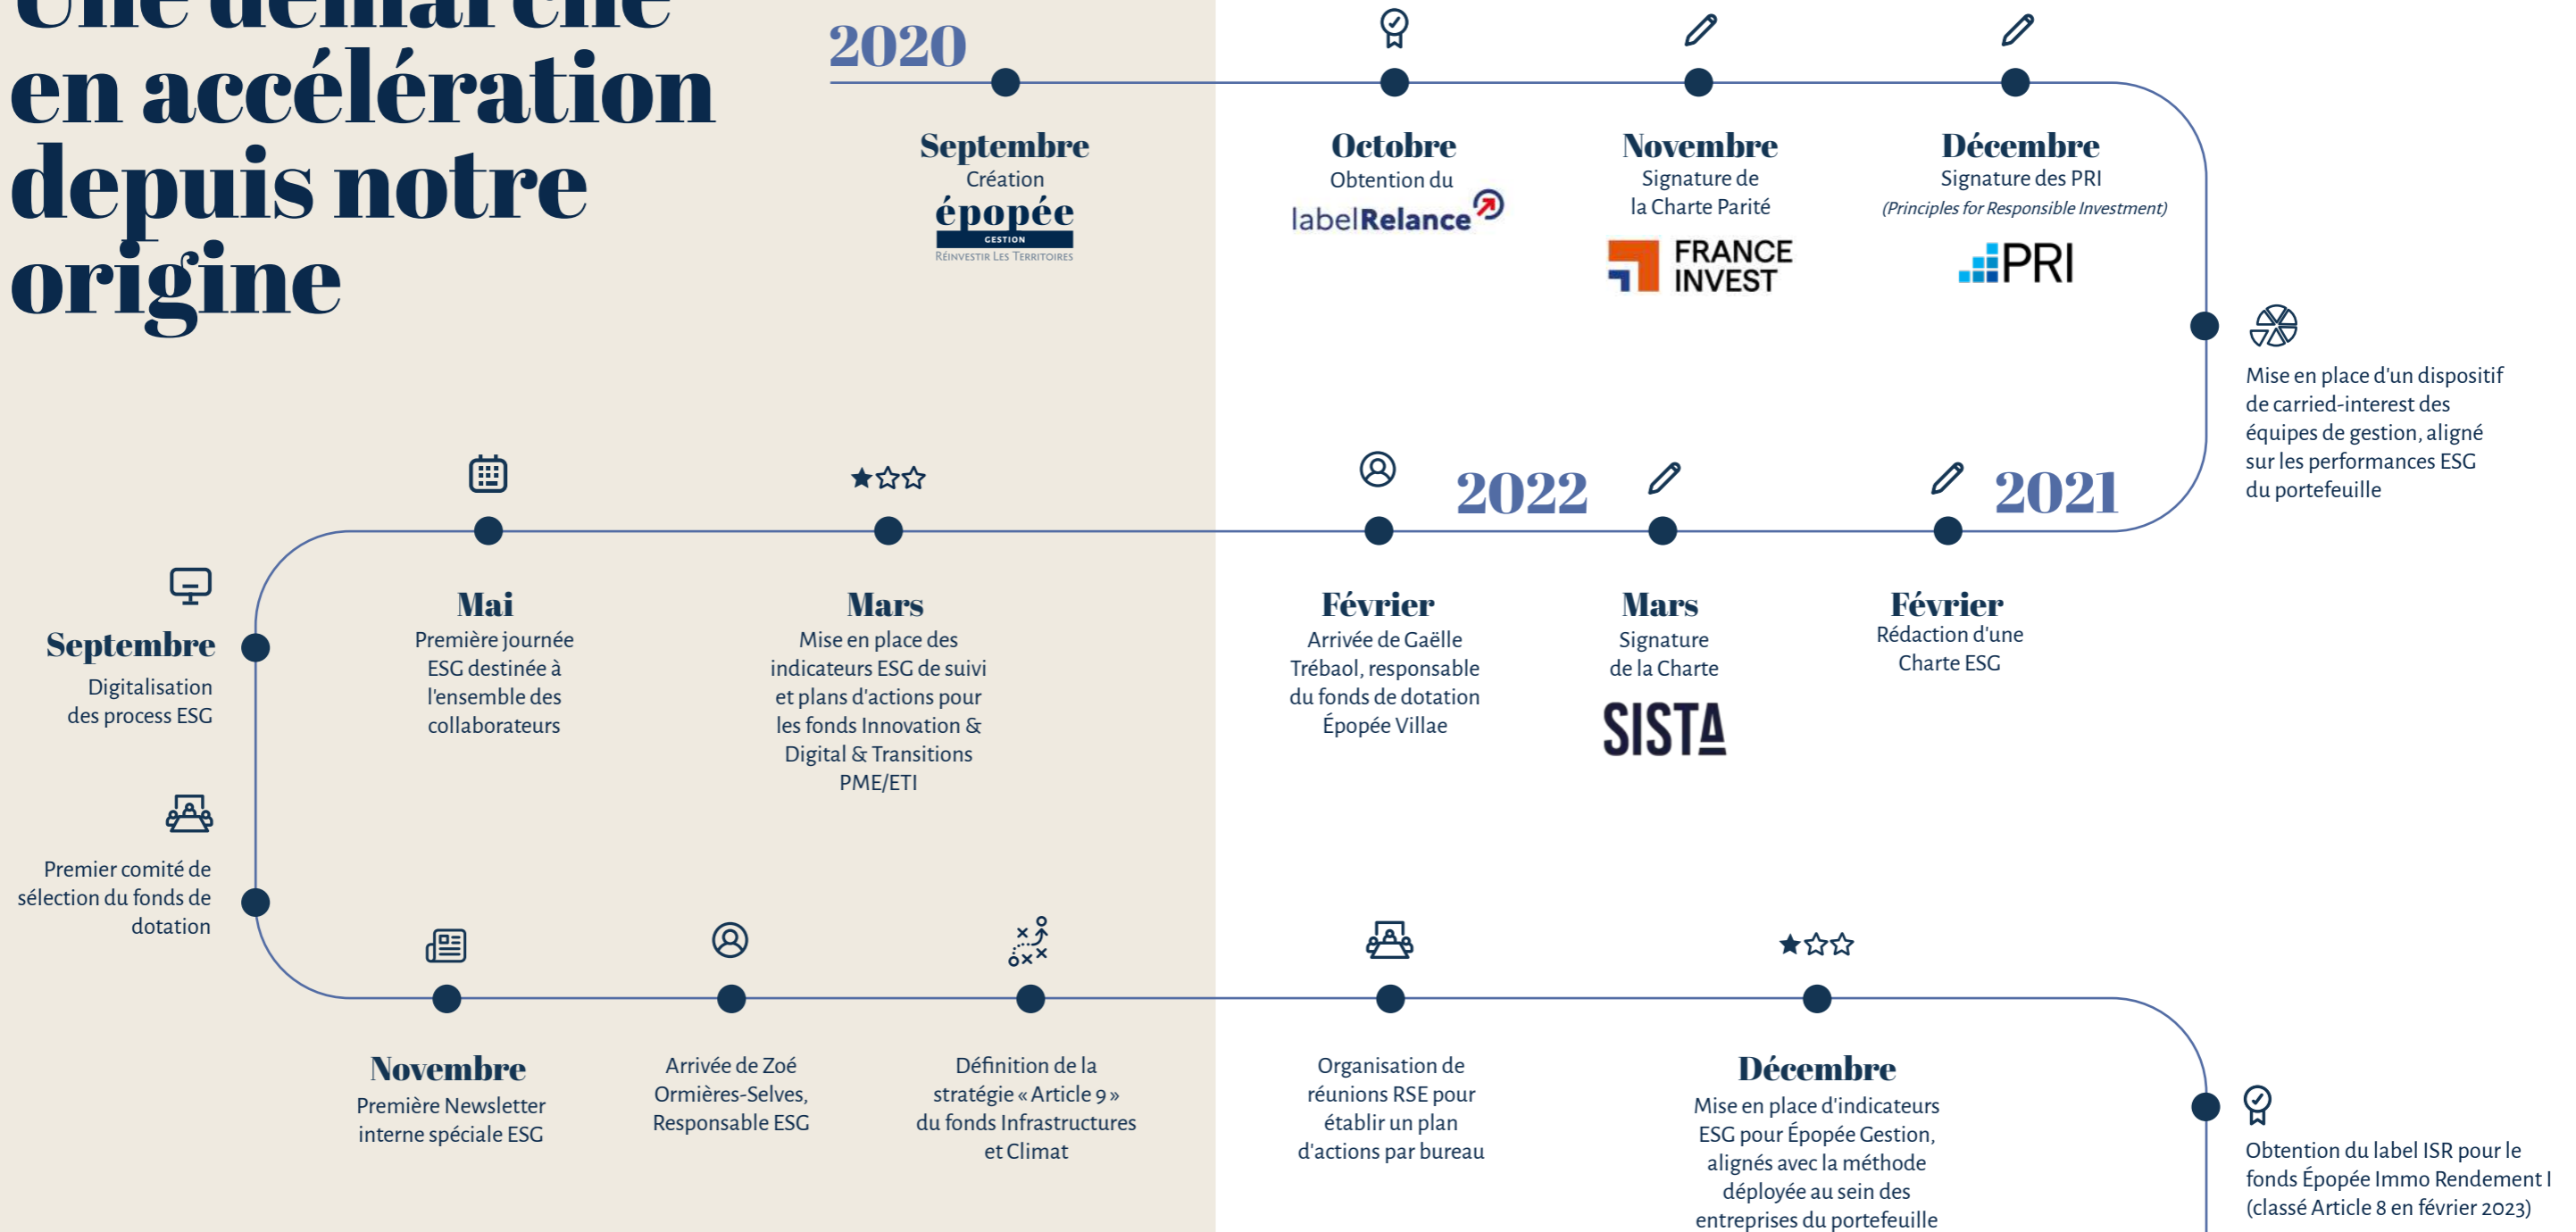 Une démarche
en accélération
depuis notre
origine
2020
Septembre
Création
épopée
GESTION
RÉINVESTIR LES TERRITOIRES
Octobre
Obtention du
labelRelance
Novembre
Signature de
la Charte Parité
FRANCE
INVEST
Décembre
Signature des PRI
(Principles for Responsible Investment)
PRI
Mise en place d'un dispositif
de carried-interest des
équipes de gestion, aligné
sur les performances ESG
du portefeuille
2021
Février
Rédaction d'une
Charte ESG
Mars
Signature
de la Charte
SISTA
2022
Février
Arrivée de Gaëlle
Trébaol, responsable
du fonds de dotation
Épopée Villae
Mars
Mise en place des
indicateurs ESG de suivi
et plans d'actions pour
les fonds Innovation &
Digital & Transitions
PME/ETI
Mai
Première journée
ESG destinée à
l'ensemble des
collaborateurs
Septembre
Digitalisation
des process ESG
Premier comité de
sélection du fonds de
dotation
Novembre
Première Newsletter
interne spéciale ESG
Arrivée de Zoé
Ormières-Selves,
Responsable ESG
Définition de la
stratégie « Article 9 »
du fonds Infrastructures
et Climat
Organisation de
réunions RSE pour
établir un plan
d'actions par bureau
Décembre
Mise en place d'indicateurs
ESG pour Épopée Gestion,
alignés avec la méthode
déployée au sein des
entreprises du portefeuille
Obtention du label ISR pour le
fonds Épopée Immo Rendement I
(classé Article 8 en février 2023)